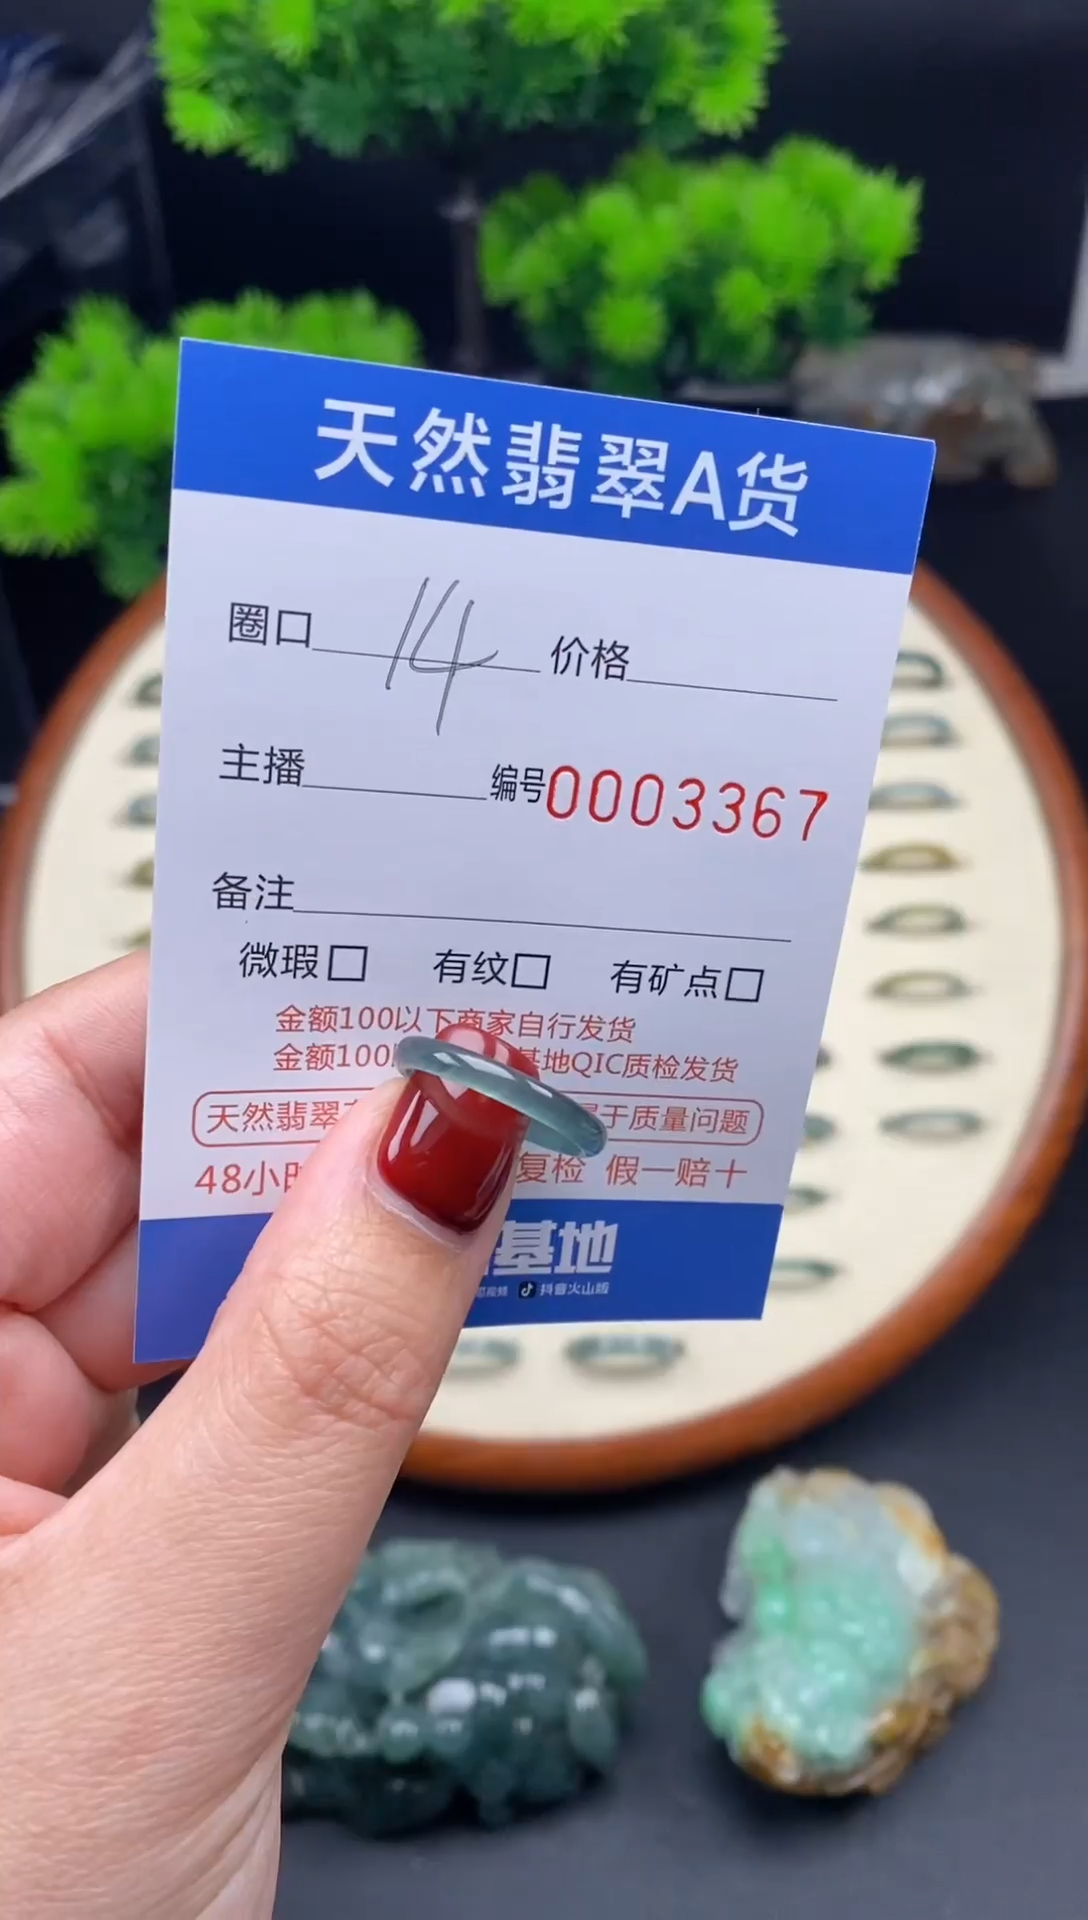 天然翡翠A货
圈口 14 价格
主播 编号0003367
备注
微瑕□ 有纹□ 有矿点□
金额100以下商家自行发货
金额100 基地QIC质检发货
天然翡翠 于质量问题
48小时 复检 假一赔十
基地
视频 抖音火山版